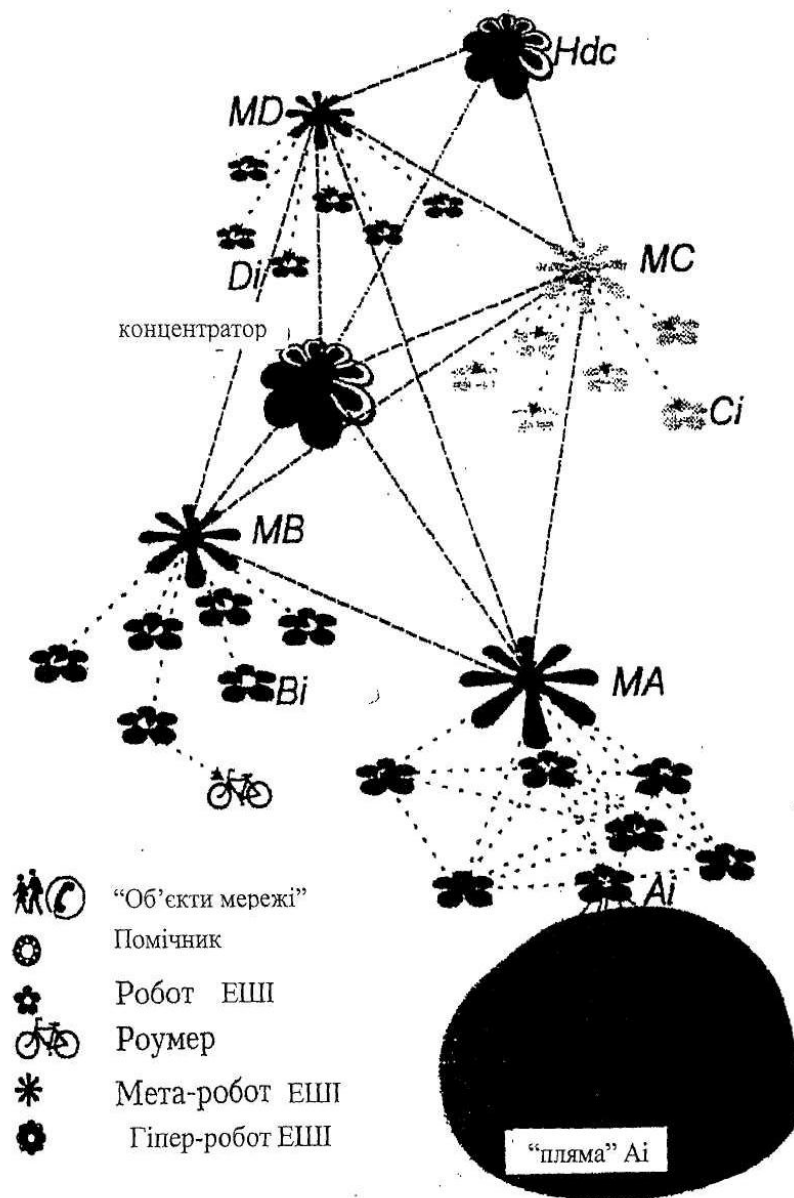 Hdc
MD
Di
MC
концентратор
Ci
MB
Bi
MA
Ai
“Об’єкти мережі”
Помічник
Робот ЕШІ
Роумер
Мета-робот ЕШІ
Гіпер-робот ЕШІ
“пляма” Ai